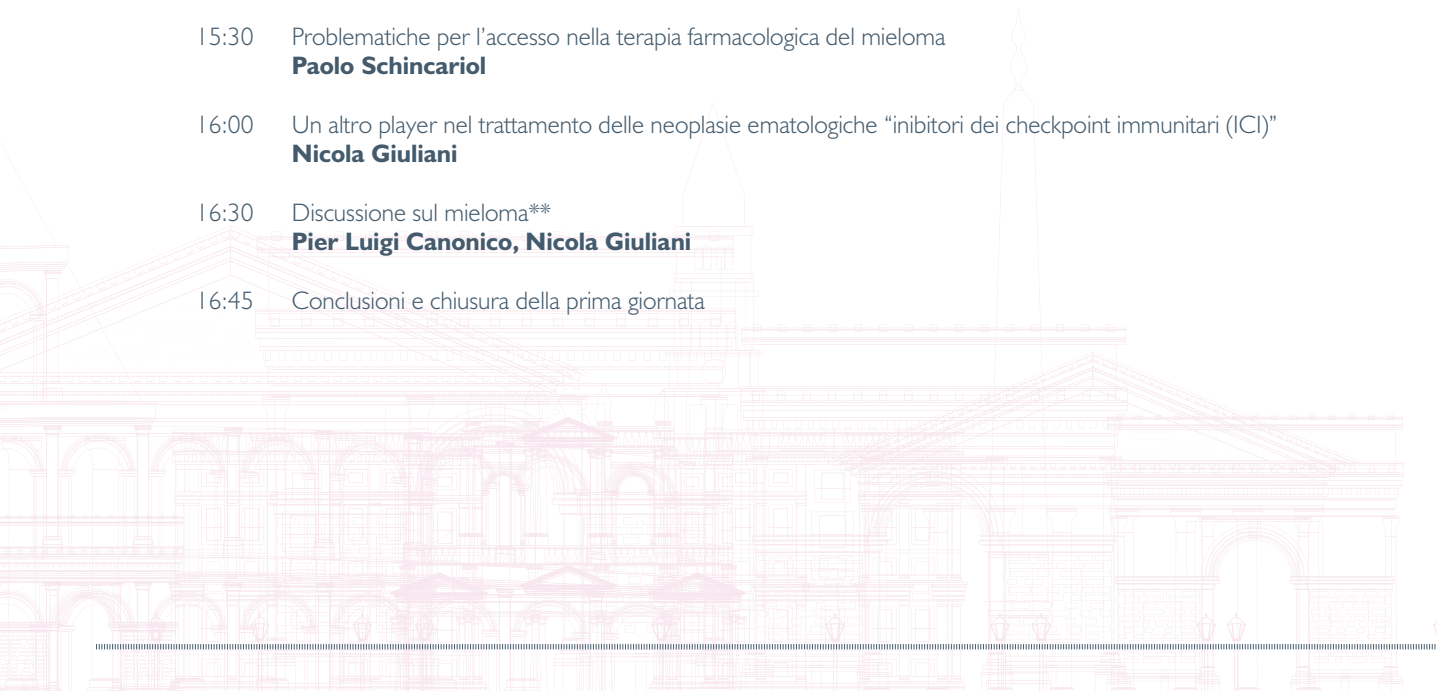 15:30 Problematiche per l’accesso nella terapia farmacologica del mieloma
Paolo Schincariol
16:00 Un altro player nel trattamento delle neoplasie ematologiche “inibitori dei checkpoint immunitari (ICI)”
Nicola Giuliani
16:30 Discussione sul mieloma**
Pier Luigi Canonico, Nicola Giuliani
16:45 Conclusioni e chiusura della prima giornata